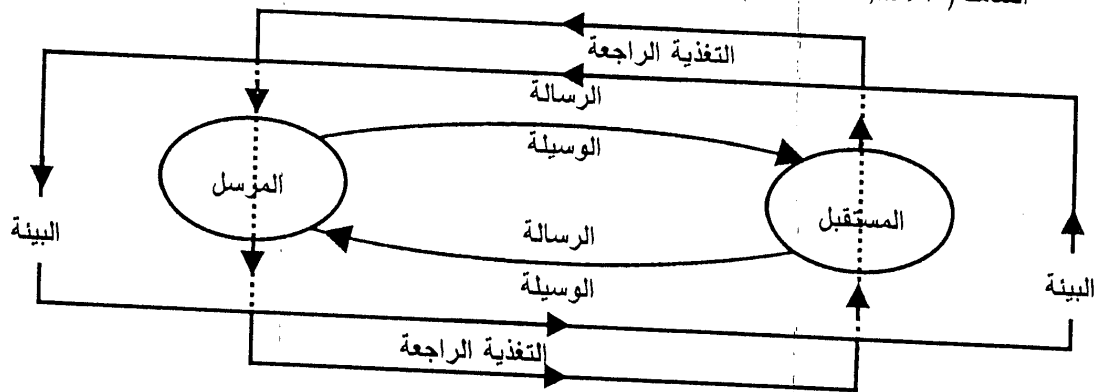 التغذية الراجعة
الرسالة
الوسيلة
المرسل
المستقبل
البيئة
الرسالة
الوسيلة
البيئة
التغذية الراجعة